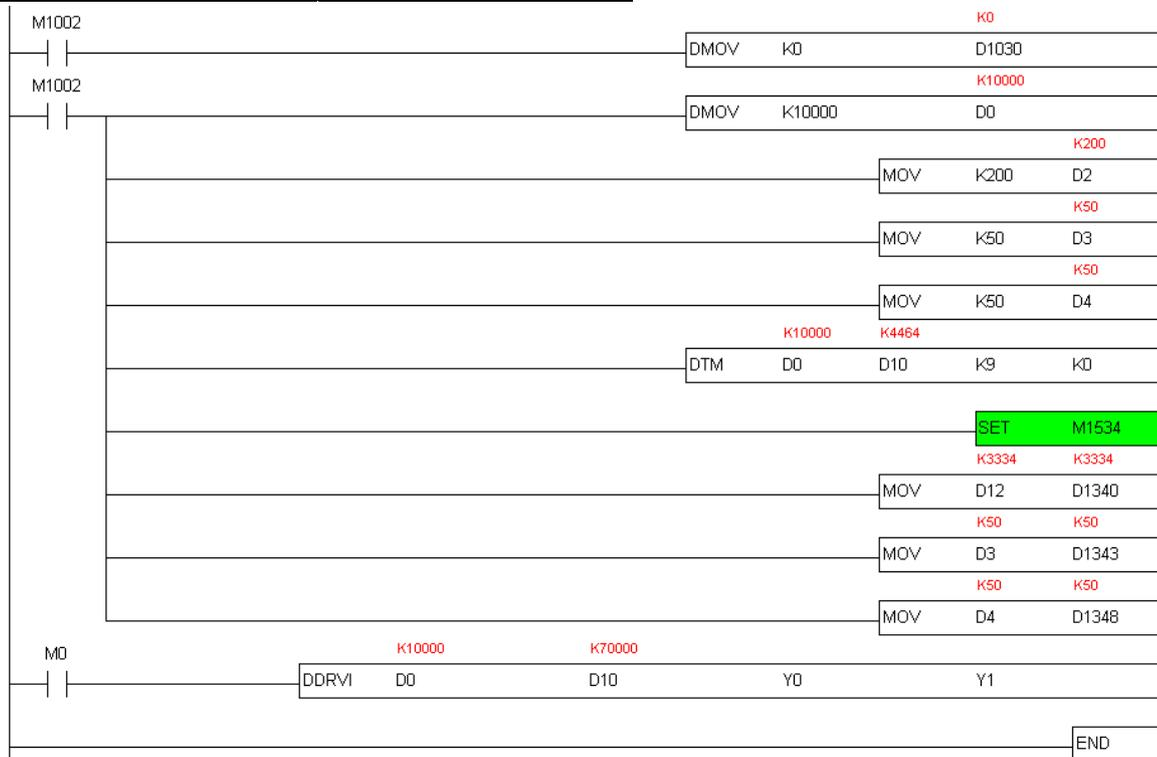 M1002 K0
DMOV K0 D1030
M1002 K10000
DMOV K10000 D0
K200
MOV K200 D2
K50
MOV K50 D3
K50
MOV K50 D4
K10000 K4464
DTM D0 D10 K9 K0
SET M1534
K3334 K3334
MOV D12 D1340
K50 K50
MOV D3 D1343
K50 K50
MOV D4 D1348
M0 K10000 K70000
DDRVI D0 D10 Y0 Y1
END